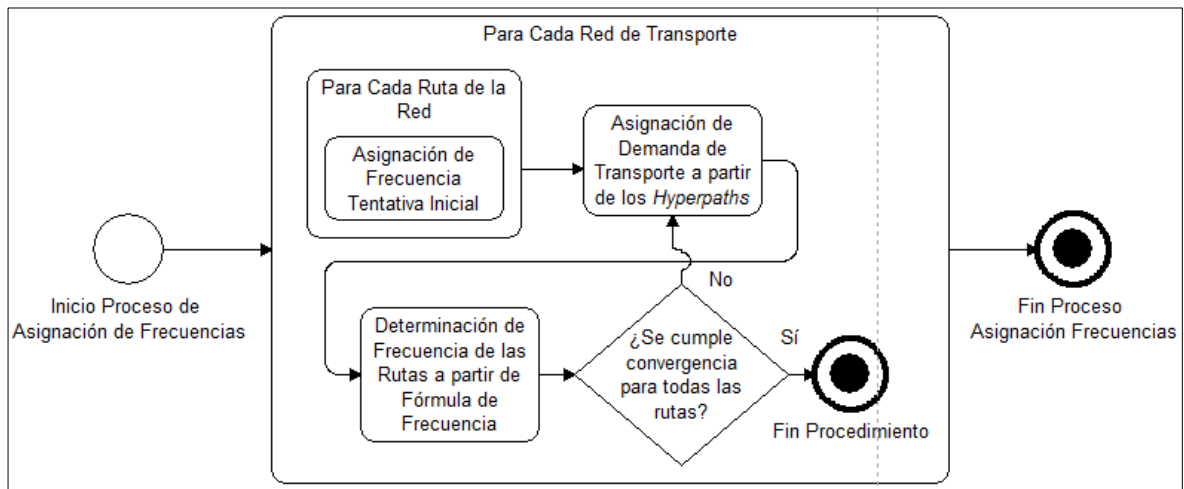 Para Cada Red de Transporte
Para Cada Ruta de la
Red
Asignación de
Frecuencia
Tentativa Inicial
Asignación de
Demanda de
Transporte a partir
de los Hyperpaths
Inicio Proceso de
Asignación de Frecuencias
Determinación de
Frecuencia de las
Rutas a partir de
Fórmula de
Frecuencia
¿Se cumple
convergencia
para todas las
rutas?
No
Sí
Fin Procedimiento
Fin Proceso
Asignación Frecuencias